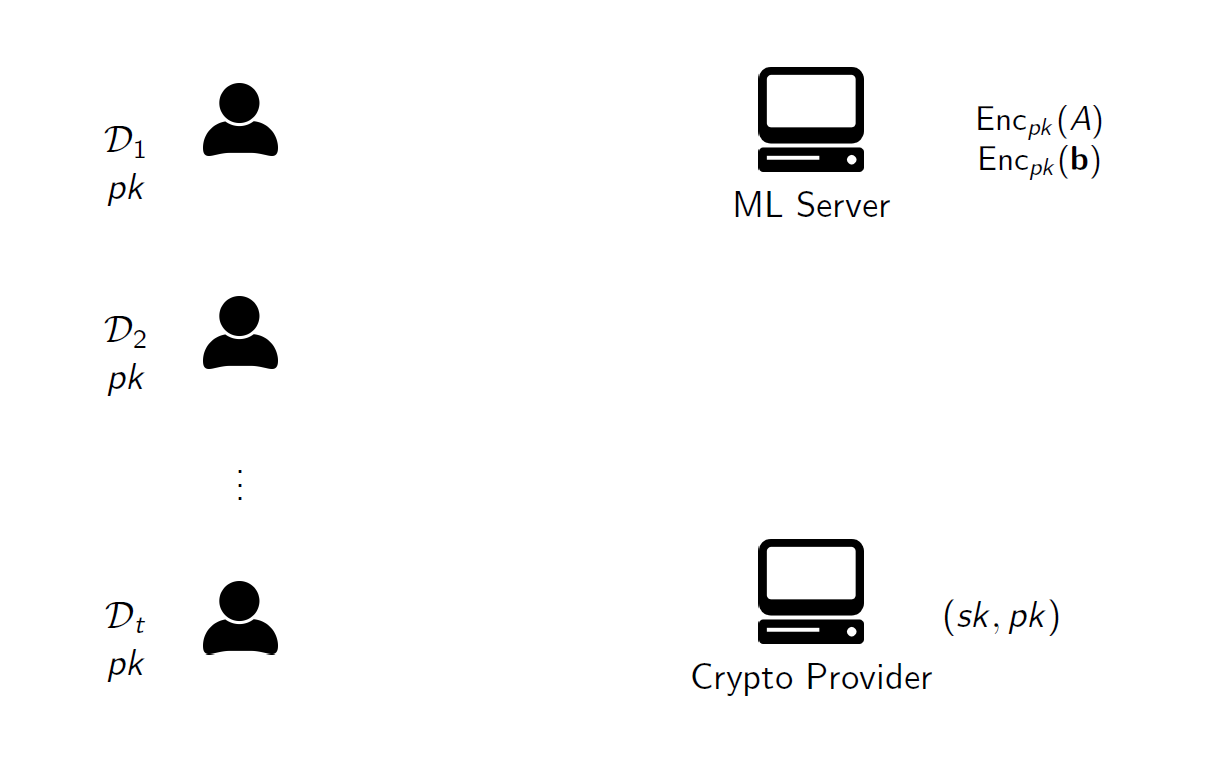 𝒟₁
pk
Enc_pk(A)
Enc_pk(𝐛)
ML Server
𝒟₂
pk
⋮
𝒟ₜ
pk
(sk, pk)
Crypto Provider